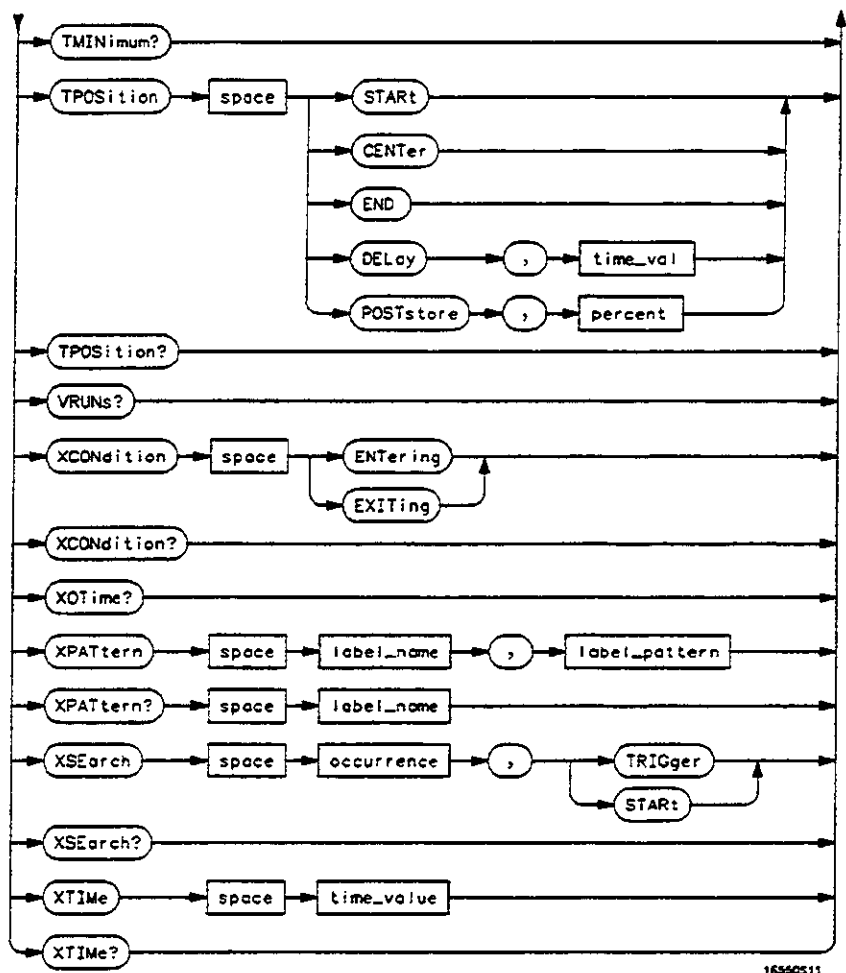 TMINimum?
TPOSition space STARt
CENTer
END
DELay , time_val
POSTstore , percent
TPOSition?
VRUNs?
XCONdition space ENTering
EXITing
XCONdition?
XOTime?
XPATtern space label_name , label_pattern
XPATtern? space label_name
XSEarch space occurrence , TRIGger
STARt
XSEarch?
XTIMe space time_value
XTIMe?
16550S11